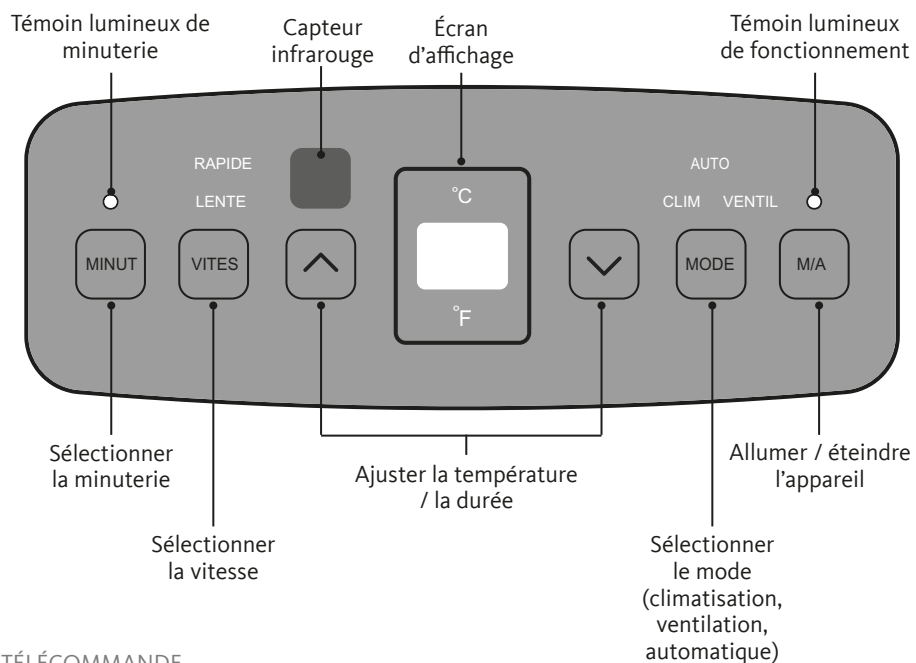 Témoin lumineux de
minuterie
Capteur
infrarouge
Écran
d'affichage
Témoin lumineux
de fonctionnement
RAPIDE
LENTE
°C
°F
AUTO
CLIM VENTIL
MINUT
VITES
MODE
M/A
Sélectionner
la minuterie
Ajuster la température
/ la durée
Allumer / éteindre
l'appareil
Sélectionner
la vitesse
Sélectionner
le mode
(climatisation,
ventilation,
automatique)
TÉLÉCOMMANDE